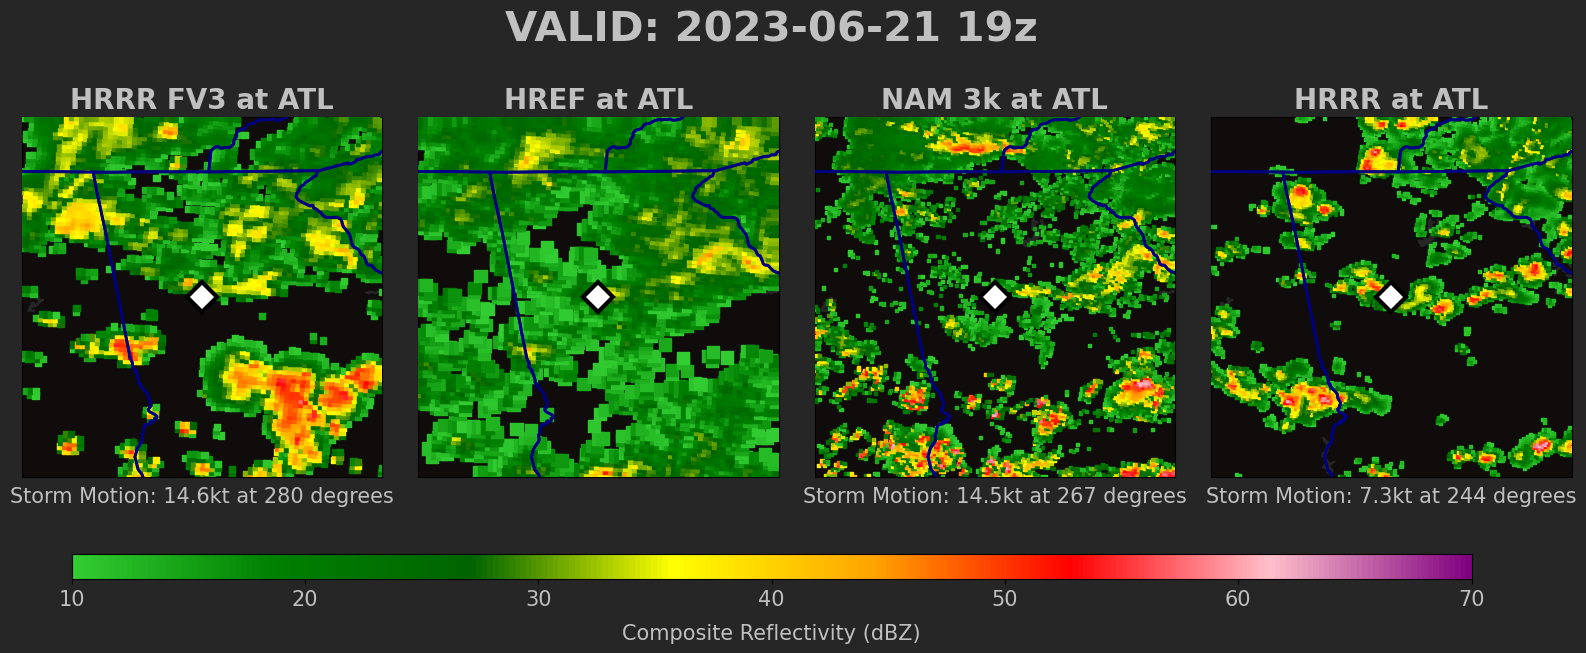 VALID: 2023-06-21 19z
HRRR FV3 at ATL
HREF at ATL
NAM 3k at ATL
HRRR at ATL
Storm Motion: 14.6kt at 280 degrees
Storm Motion: 14.5kt at 267 degrees
Storm Motion: 7.3kt at 244 degrees
10 20 30 40 50 60 70
Composite Reflectivity (dBZ)